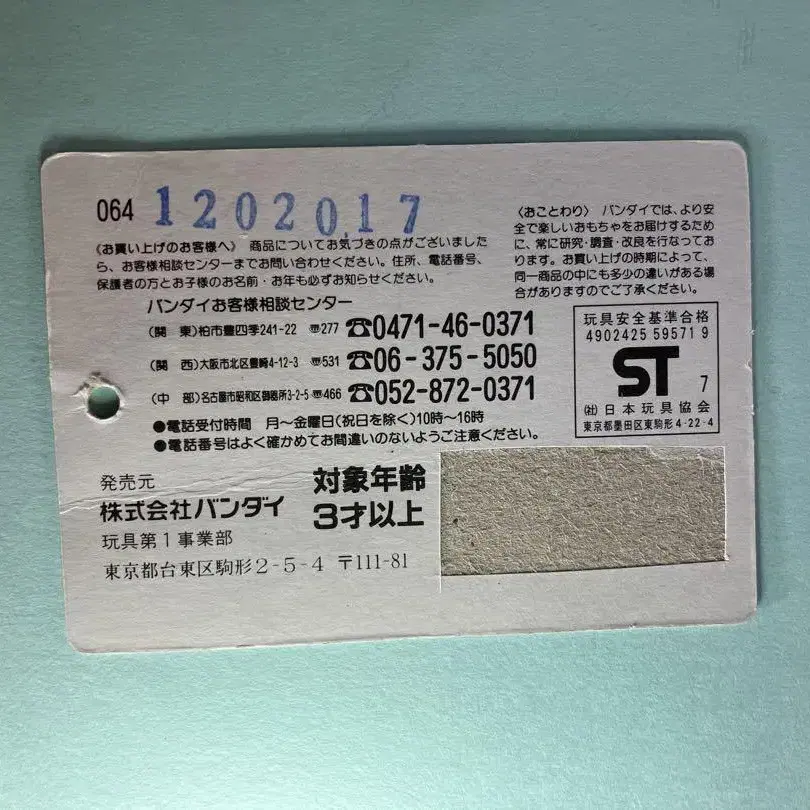 064 1202017
《お買い上げのお客様へ》 商品についてお気づきの点がございました
ら、お客様相談センターまでお問い合わせください。住所、電話番号、
保護者の方とお子様のお名前・お年も必ずお知らせください。
バンダイお客様相談センター
(関 東)柏市豊四季241-22 〠277 ☎0471-46-0371
(関 西)大阪市北区豊崎4-12-3 〠531 ☎06-375-5050
(中 部)名古屋市昭和区御器所3-2-5 〠466 ☎052-872-0371
●電話受付時間 月~金曜日(祝日を除く)10時~16時
●電話番号はよく確かめてお間違いのないようご注意ください。
〈おことわり〉 バンダイでは、より安
全で楽しいおもちゃをお届けするため
に、常に研究・調査・改良を行なってお
ります。お買い上げの時期によって、
同一商品の中にも多少の違いがある場
合がありますのでご了承ください。
玩具安全基準合格
4902425 59571 9
ST 7
㈳日本玩具協会
東京都墨田区東駒形4-22-4
発売元
株式会社バンダイ
玩具第1事業部
東京都台東区駒形2-5-4 〒111-81
対象年齢
3才以上